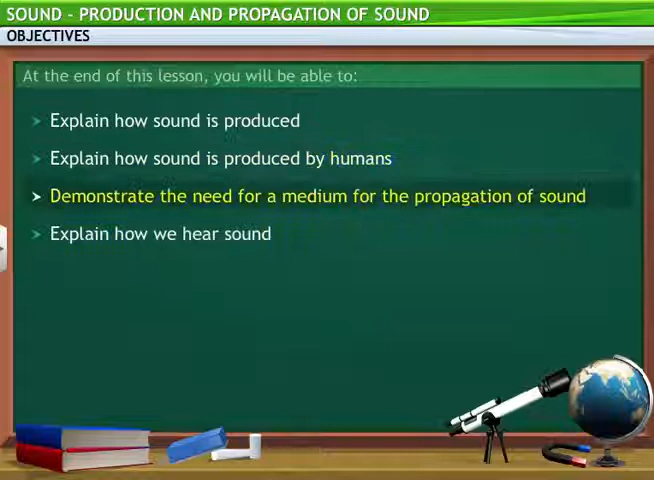 SOUND - PRODUCTION AND PROPAGATION OF SOUND
OBJECTIVES
At the end of this lesson, you will be able to:
Explain how sound is produced
Explain how sound is produced by humans
Demonstrate the need for a medium for the propagation of sound
Explain how we hear sound